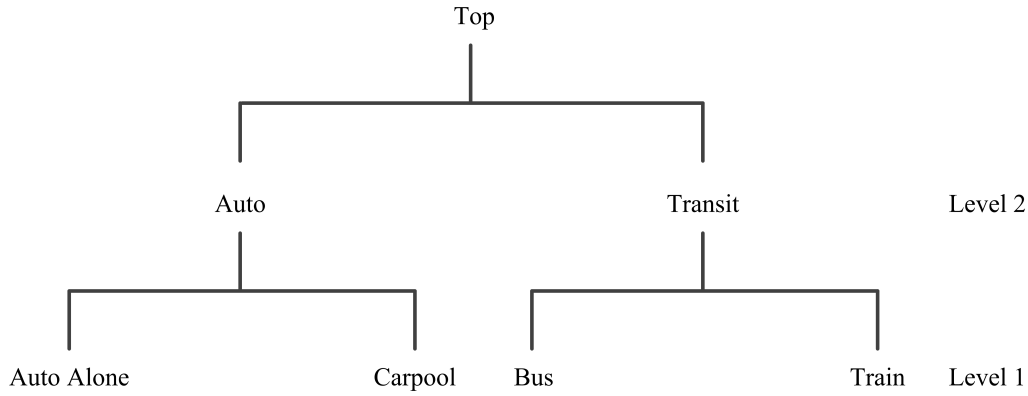 Top
Auto
Transit
Level 2
Auto Alone
Carpool
Bus
Train
Level 1